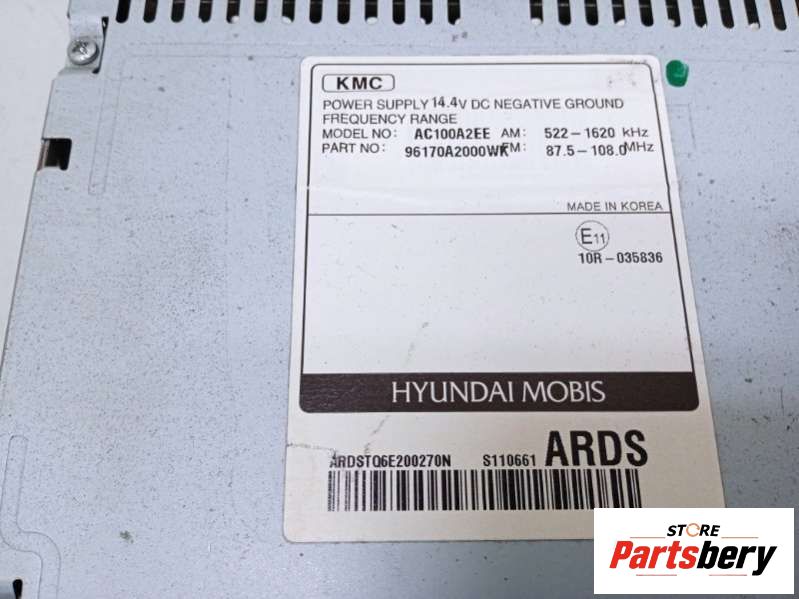 KMC
POWER SUPPLY 14.4V DC NEGATIVE GROUND
FREQUENCY RANGE
MODEL NO: AC100A2EE AM: 522-1620 kHz
PART NO: 96170A2000WK FM: 87.5-108.0 MHz
MADE IN KOREA
E11
10R-035836
HYUNDAI MOBIS
ARDSTQ6E200270N S110661 ARDS
STORE
Partsbery